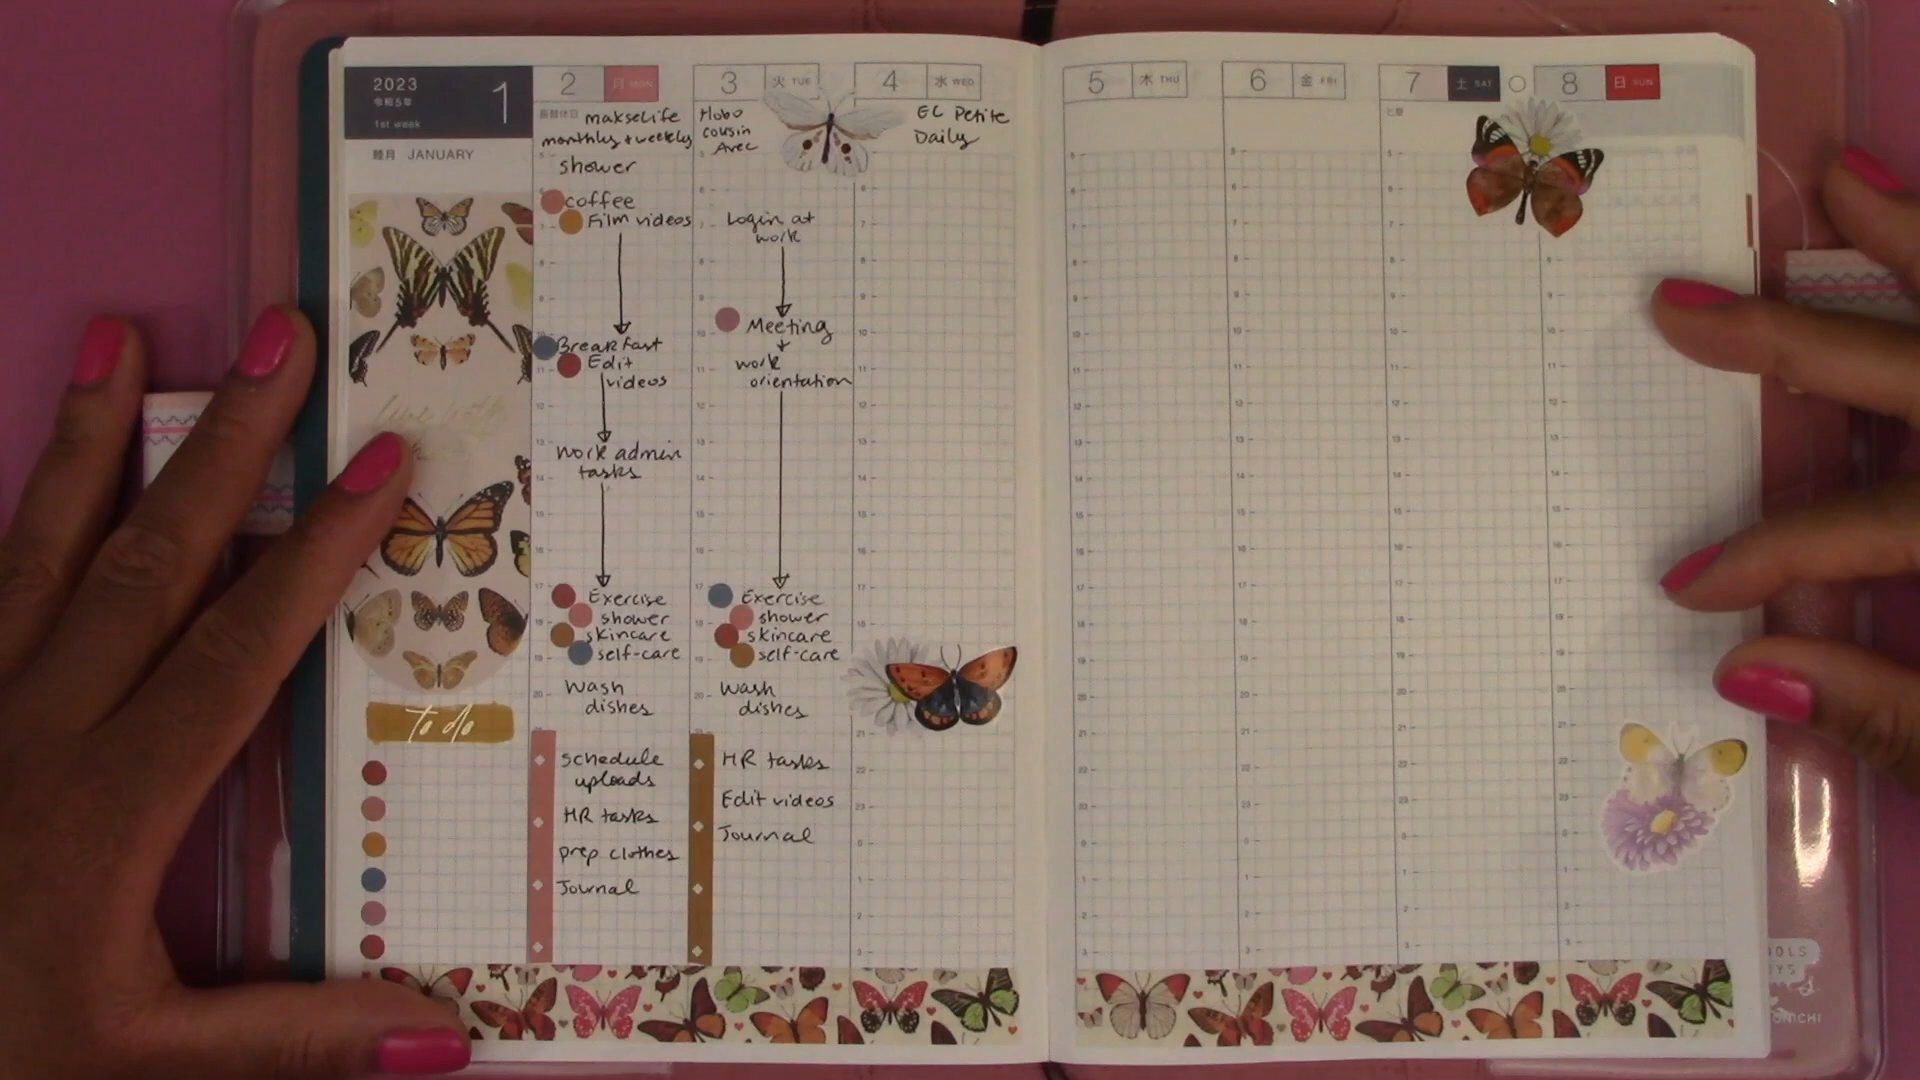 2023
令和5年
1
1st week
睦月 JANUARY
to do
2 月 MON
振替休日
makselife
monthly + weekly
shower
coffee
Film videos
Breakfast
Edit
videos
work admin
tasks
Exercise
shower
skincare
self-care
wash
dishes
schedule
uploads
HR tasks
prep clothes
Journal
3 火 TUE
Hobo
cousin
Avec
Login at
work
Meeting
+
work
orientation
Exercise
shower
skincare
self-care
wash
dishes
HR tasks
Edit videos
Journal
4 水 WED
EC Petite
Daily
5 木 THU
6 金 FRI
7 土 SAT
8 日 SUN